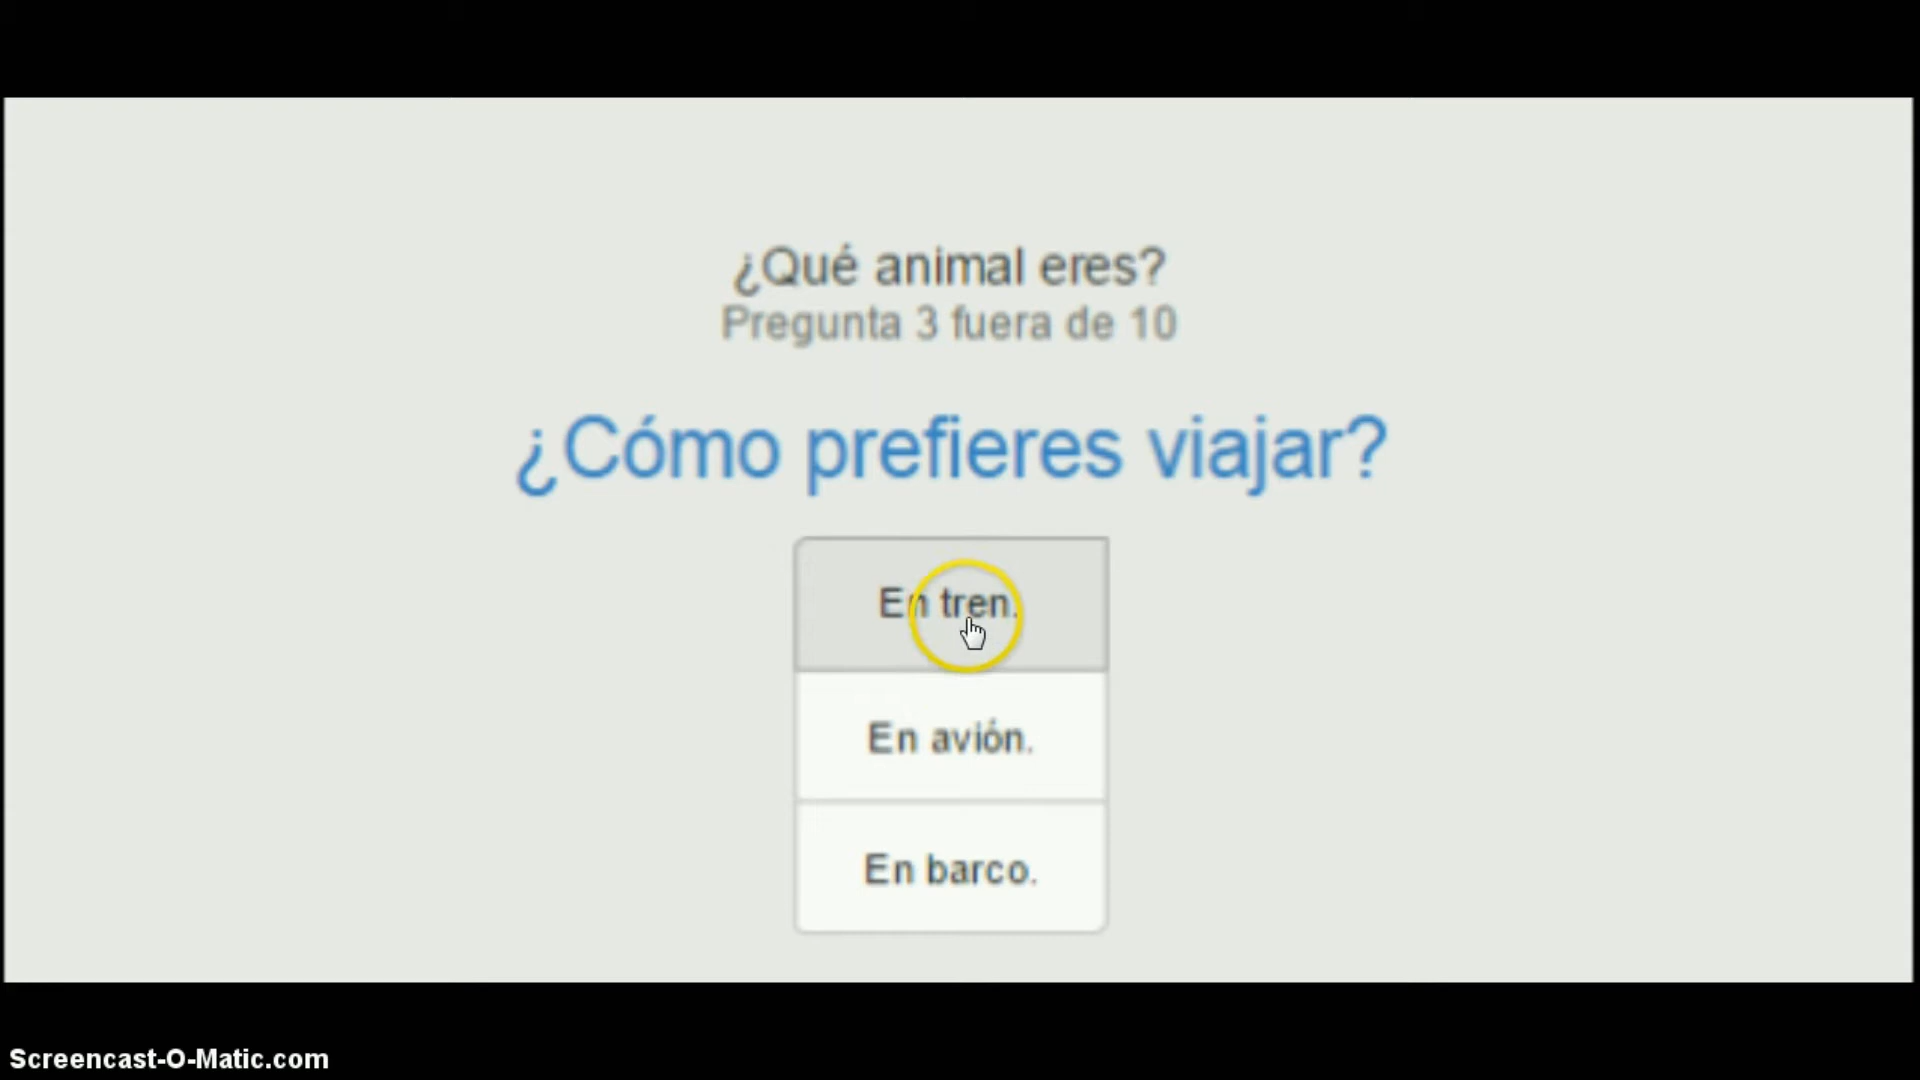 ¿Qué animal eres?
Pregunta 3 fuera de 10
¿Cómo prefieres viajar?
En tren.
En avión.
En barco.
Screencast-O-Matic.com